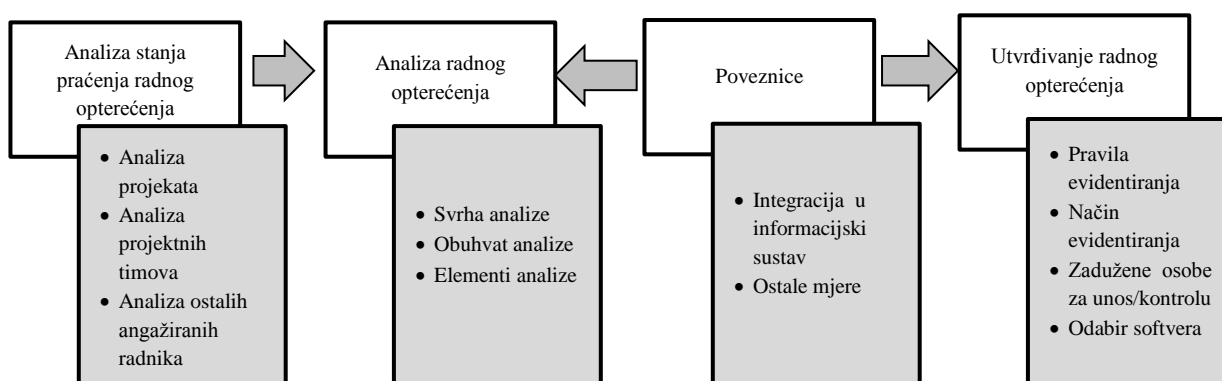 Analiza stanja
praćenja radnog
opterećenja
• Analiza
projekata
• Analiza
projektnih
timova
• Analiza ostalih
angažiranih
radnika
Analiza radnog
opterećenja
• Svrha analize
• Obuhvat analize
• Elementi analize
Poveznice
• Integracija u
informacijski
sustav
• Ostale mjere
Utvrđivanje radnog
opterećenja
• Pravila
evidentiranja
• Način
evidentiranja
• Zadužene osobe
za unos/kontrolu
• Odabir softvera